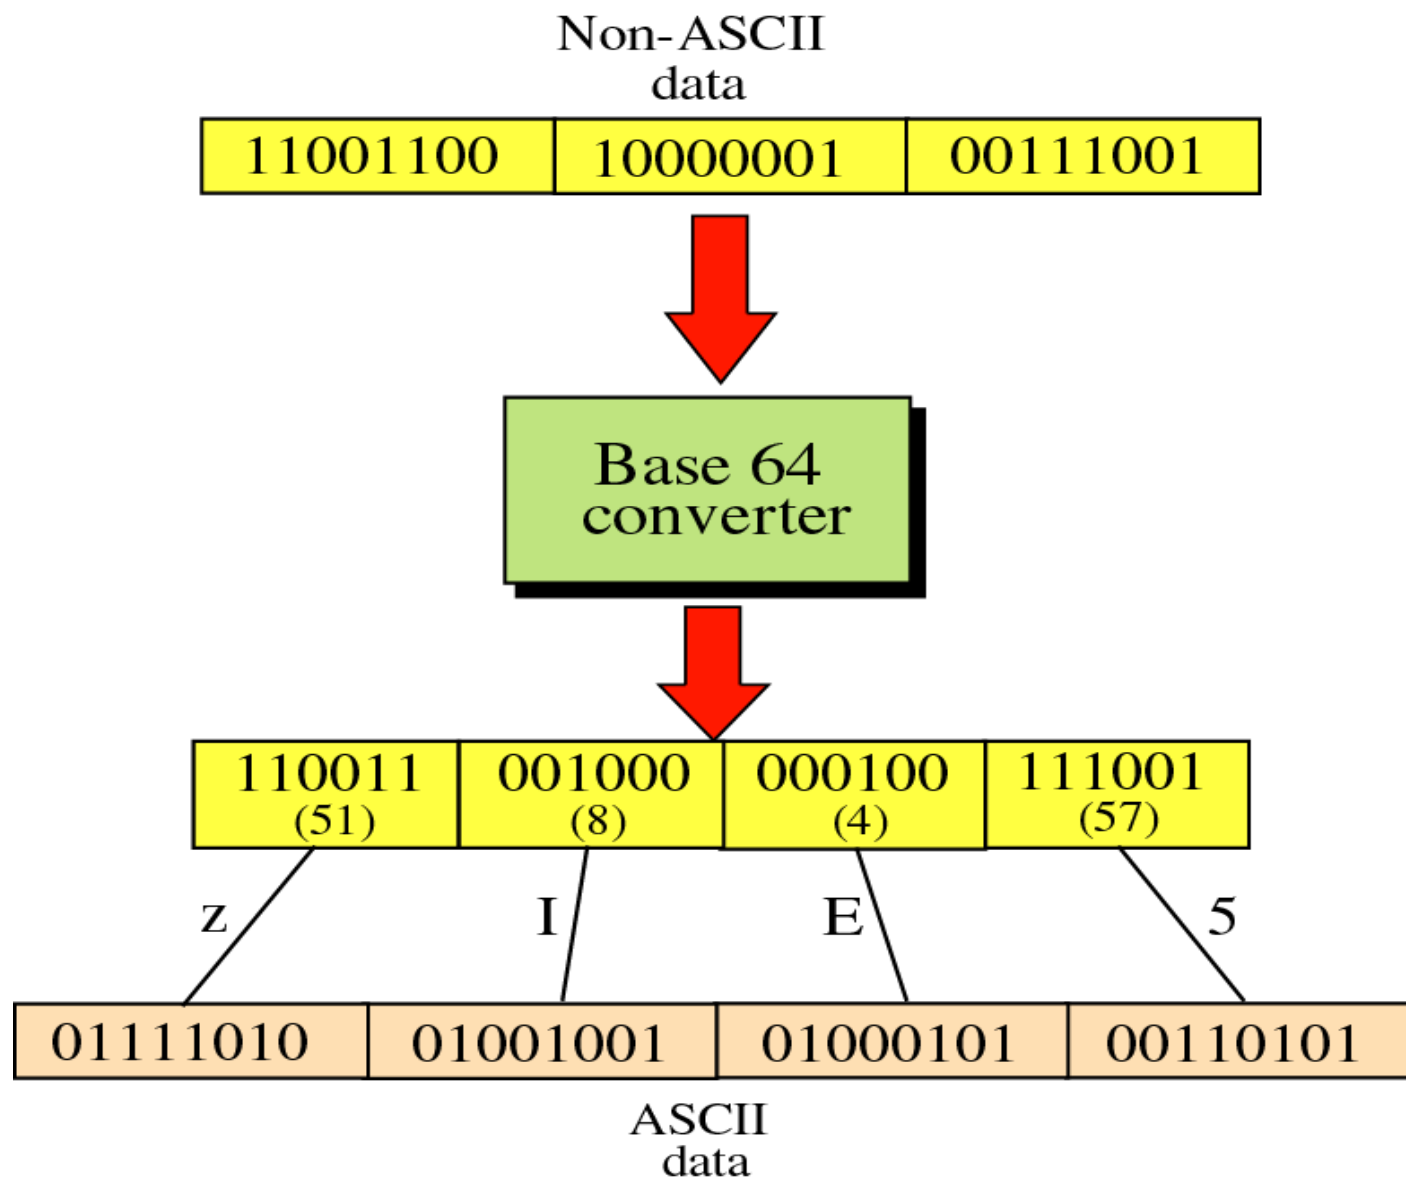 Non-ASCII
data
11001100 10000001 00111001
Base 64
converter
110011 001000 000100 111001
(51) (8) (4) (57)
z I E 5
01111010 01001001 01000101 00110101
ASCII
data